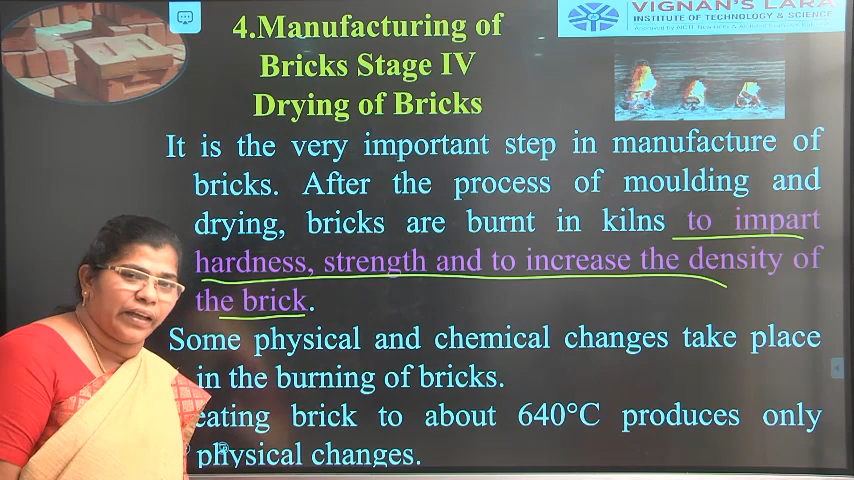 4.Manufacturing of
Bricks Stage IV
Drying of Bricks
VIGNAN'S LARA
INSTITUTE OF TECHNOLOGY & SCIENCE
It is the very important step in manufacture of
bricks. After the process of moulding and
drying, bricks are burnt in kilns to impart
hardness, strength and to increase the density of
the brick.
Some physical and chemical changes take place
in the burning of bricks.
eating brick to about 640°C produces only
physical changes.